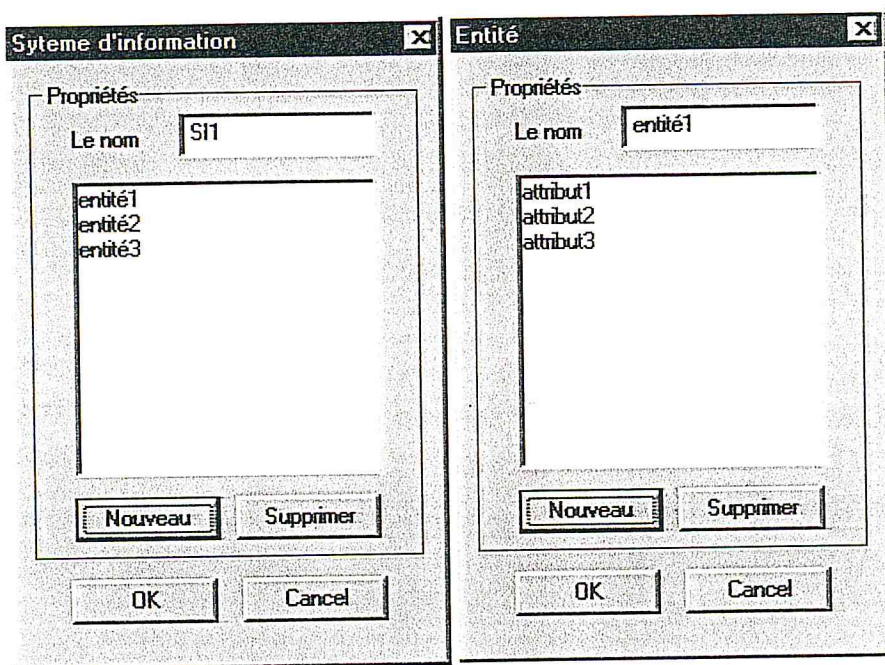 Syteme d'information
Propriétés
Le nom
SI1
entité1
entité2
entité3
Nouveau
Supprimer
OK
Cancel
Entité
Propriétés
Le nom
entité1
attribut1
attribut2
attribut3
Nouveau
Supprimer
OK
Cancel